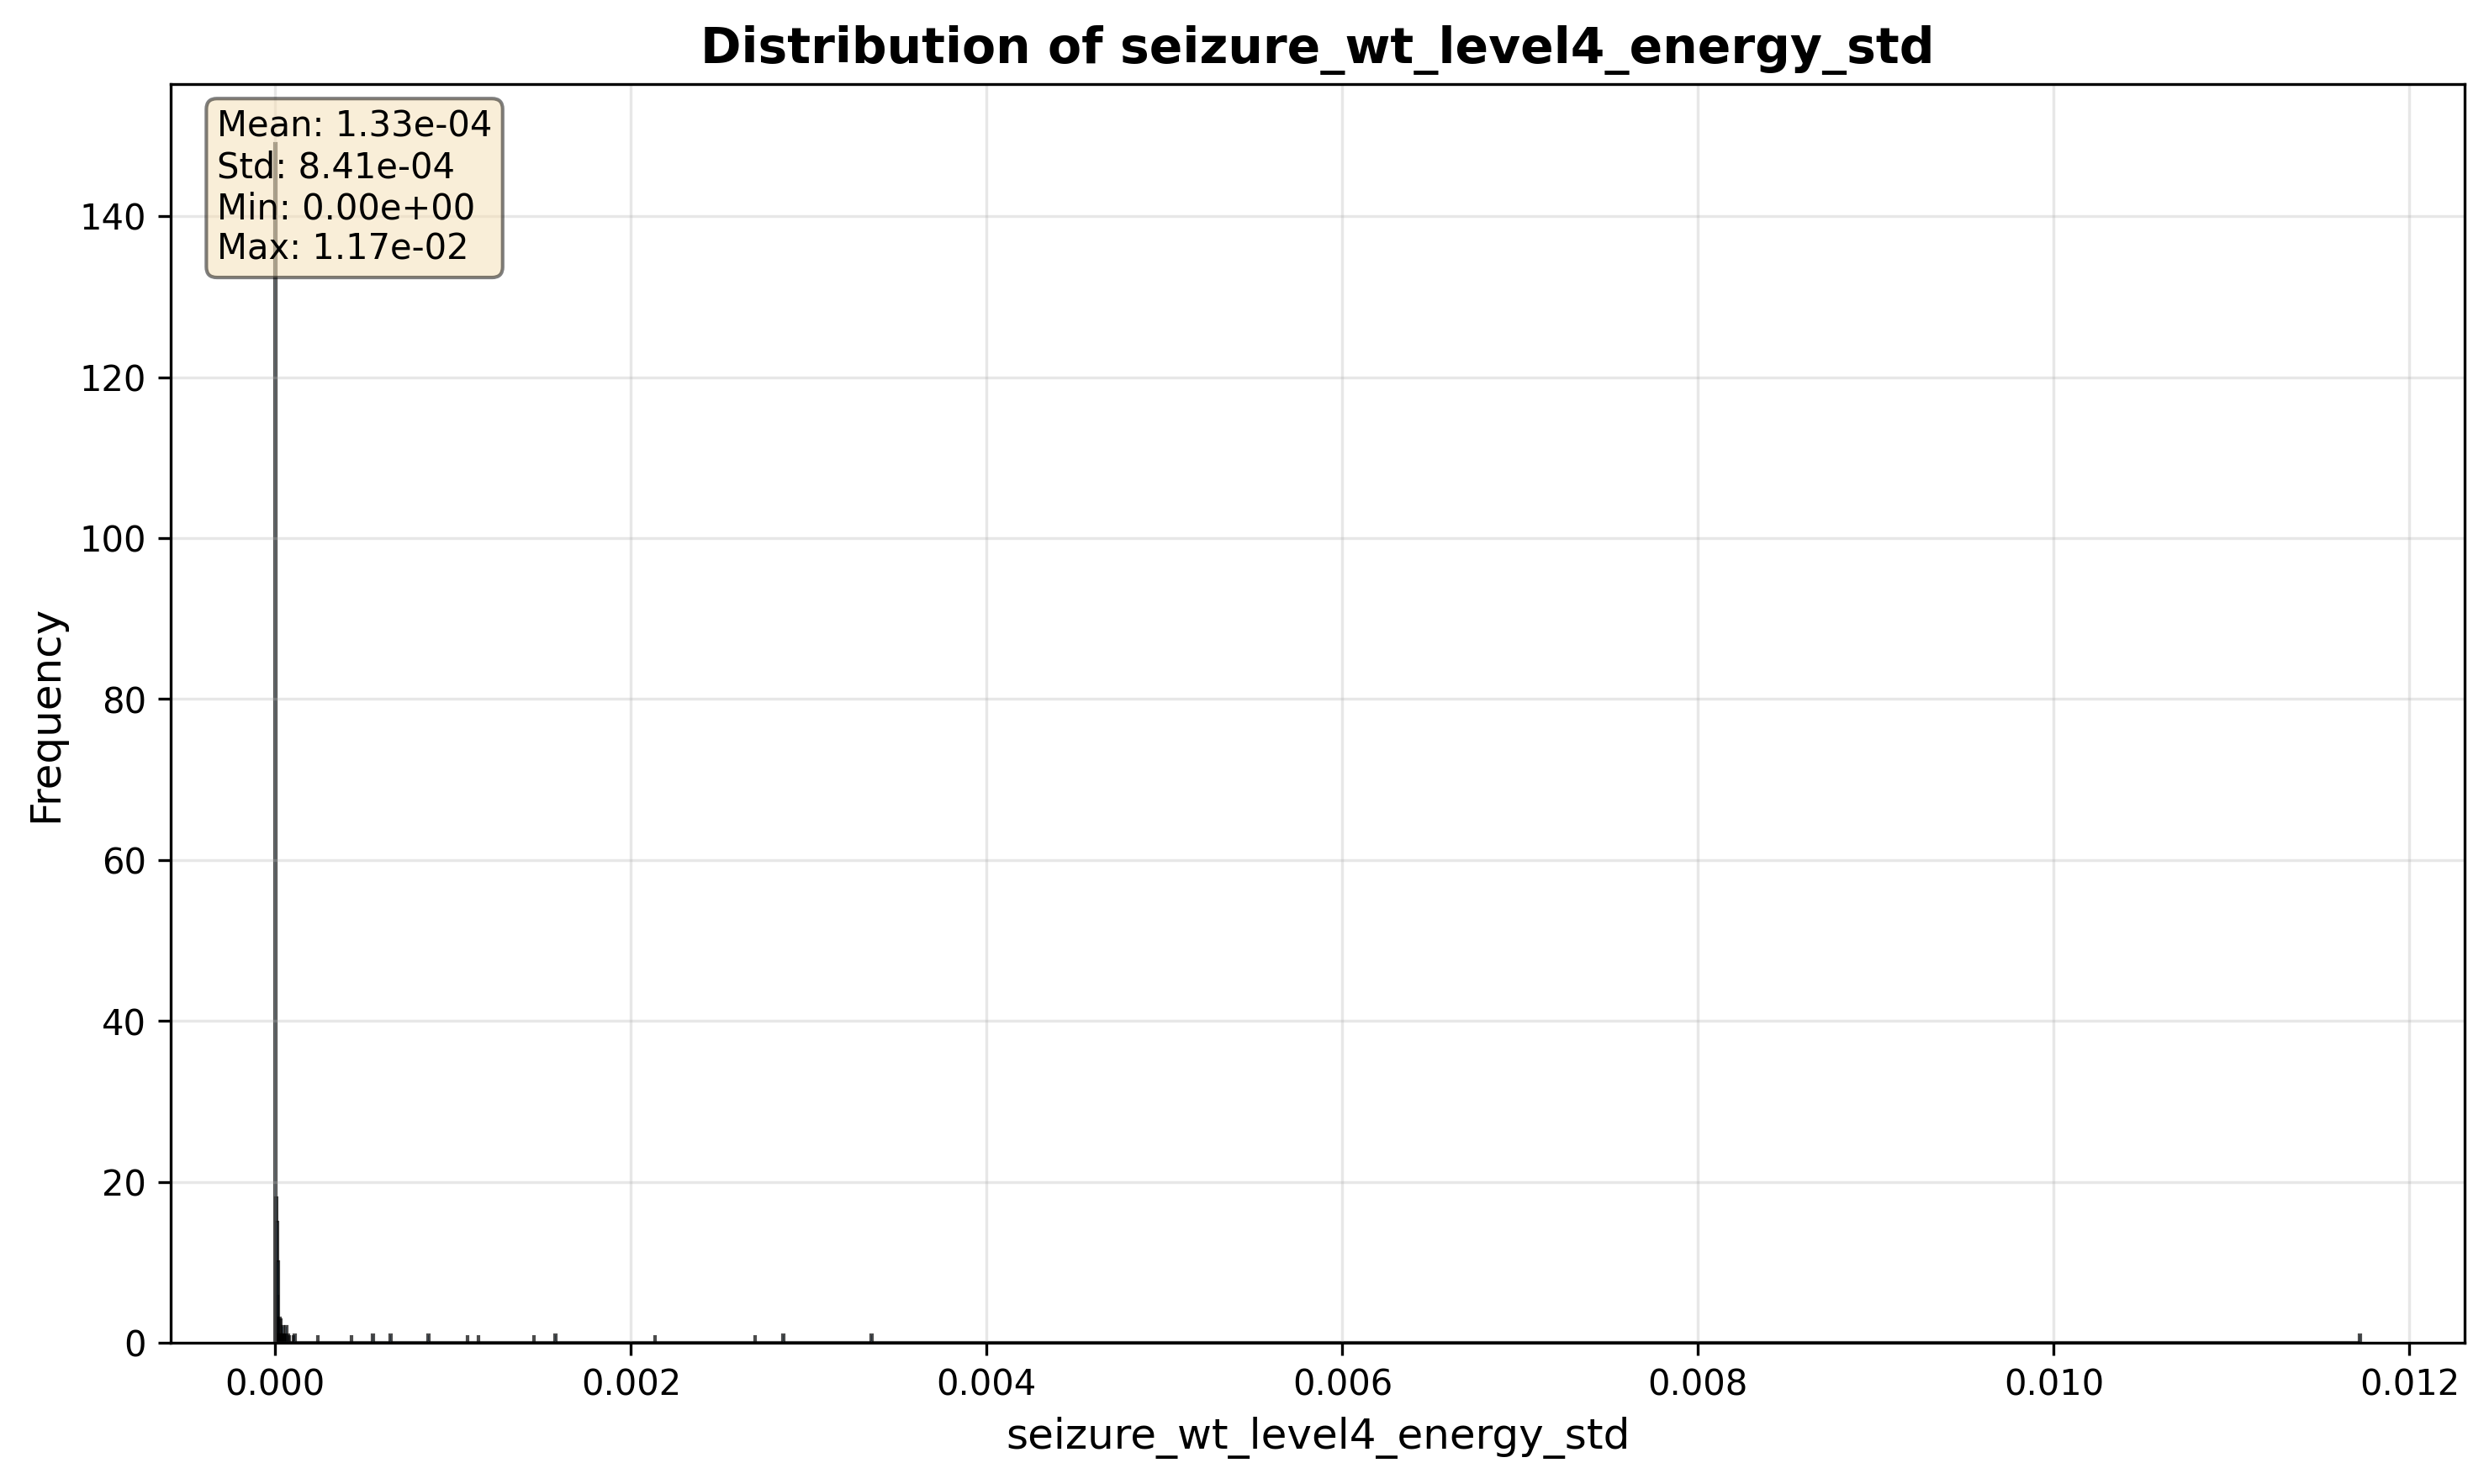 Distribution of seizure_wt_level4_energy_std
Mean: 1.33e-04
Std: 8.41e-04
Min: 0.00e+00
Max: 1.17e-02
Frequency
140
120
100
80
60
40
20
0
0.000 0.002 0.004 0.006 0.008 0.010 0.012
seizure_wt_level4_energy_std